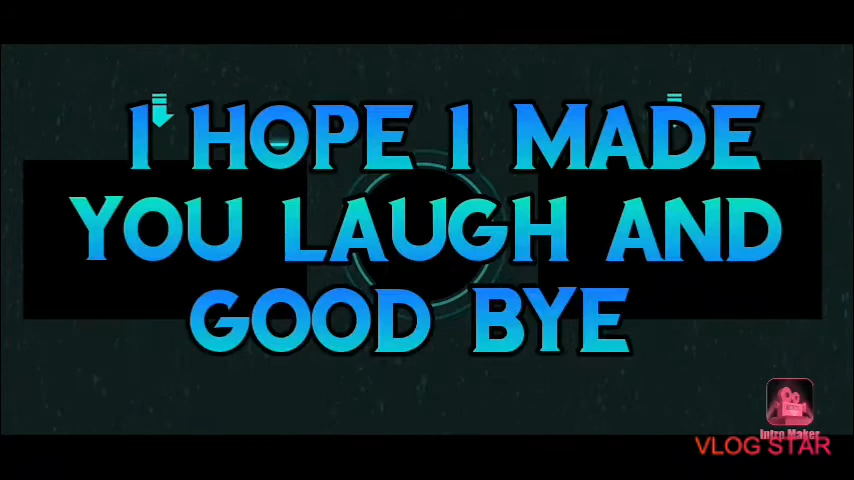 I HOPE I MADE
YOU LAUGH AND
GOOD BYE
Intro Maker
VLOG STAR